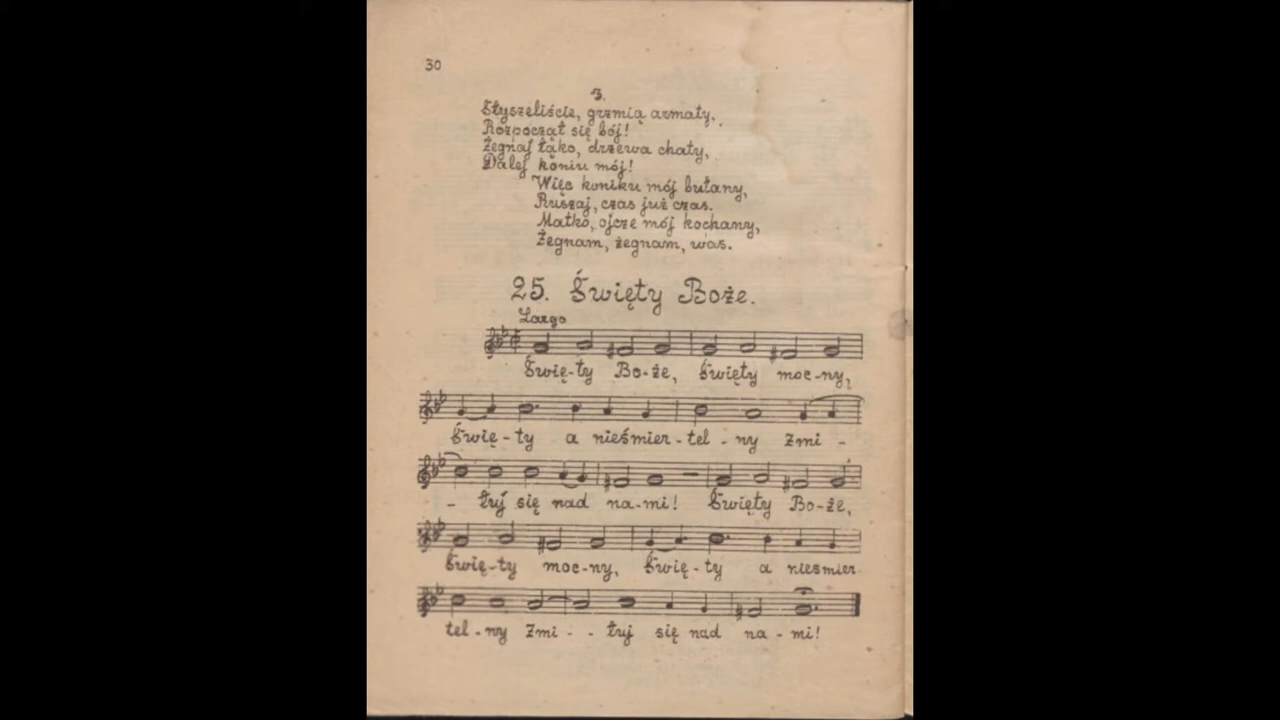 30
3.
Słyszeliście, grzmią armaty,
Rozpoczął się bój!
Żegnaj łąko, drzewa chaty,
Dalej koniu mój!
Więc koniku mój bułany,
Ruszaj, czas już czas.
Matko, ojcze mój kochany,
Żegnam, żegnam, was.
25. Święty Boże.
Largo
Świę-ty Bo-że, Święty moc-ny,
Świę-ty a nieśmier-tel-ny Zmi -
- łuj się nad na-mi! Święty Bo-że,
Świę-ty moc-ny, Świę-ty a niesmier
tel-ny Zmi - - łuj się nad na-mi!